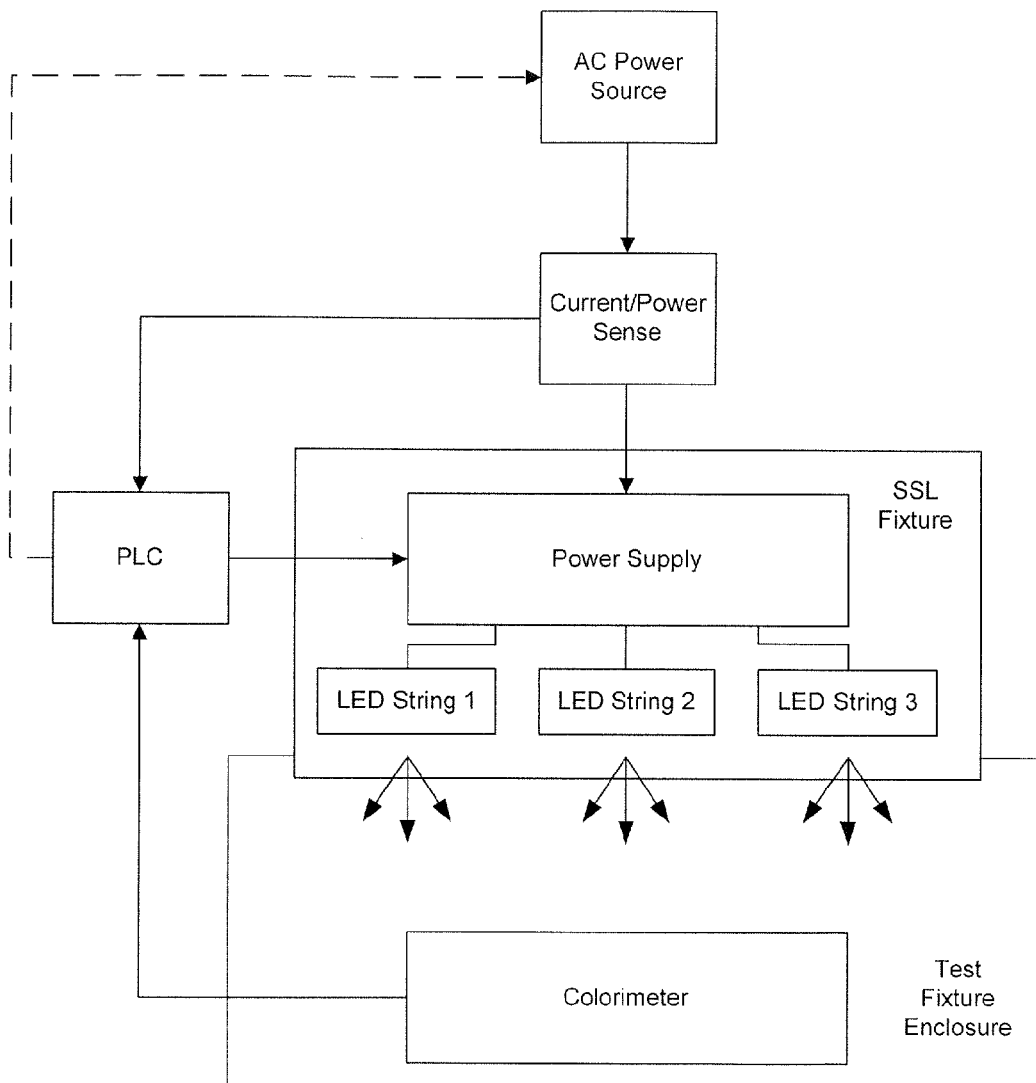 AC Power
Source
Current/Power
Sense
SSL
Fixture
PLC
Power Supply
LED String 1
LED String 2
LED String 3
Colorimeter
Test
Fixture
Enclosure